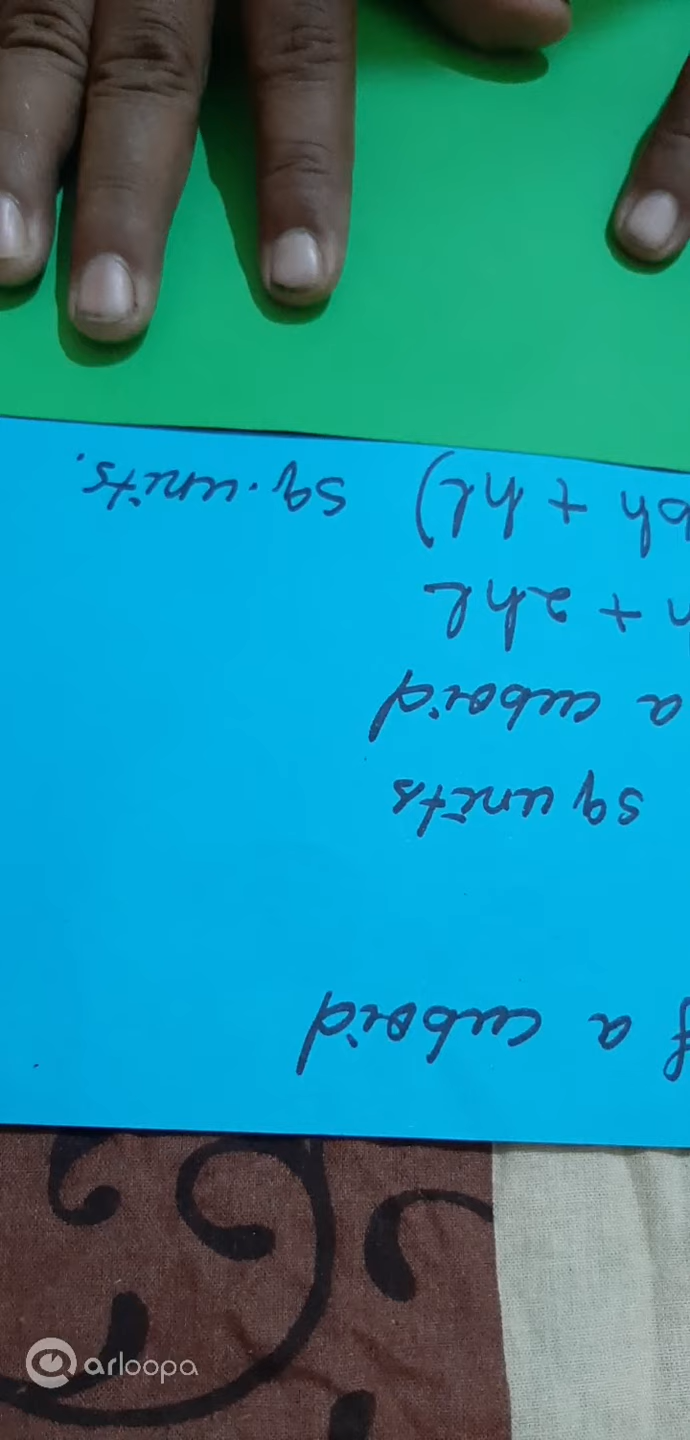 f a cuboid
sq units
a cuboid
h + 2hl
bh + hl) sq. units.
arloopa